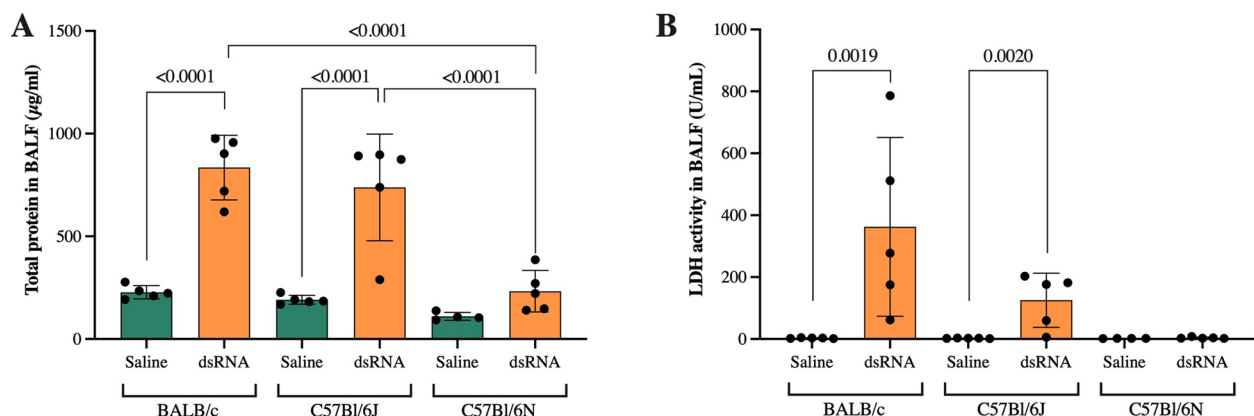 A
Total protein in BALF (µg/ml)
1500
1000
500
0
<0.0001
<0.0001
<0.0001
<0.0001
Saline
dsRNA
Saline
dsRNA
Saline
dsRNA
BALB/c
C57Bl/6J
C57Bl/6N
B
LDH activity in BALF (U/mL)
1000
800
600
400
200
0
0.0019
0.0020
Saline
dsRNA
Saline
dsRNA
Saline
dsRNA
BALB/c
C57Bl/6J
C57Bl/6N